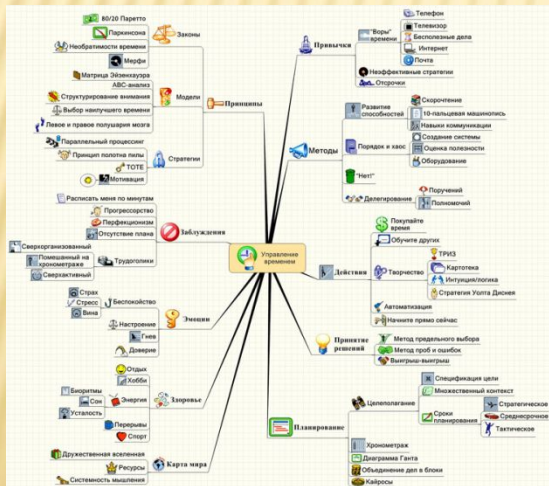 Управление
временем
Принципы
Законы
80/20 Паретто
Паркинсона
Необратимости времени
Мерфи
Модели
Матрица Эйзенхауэра
ABC-анализ
Структурирование внимания
Выбор наилучшего времени
Левое и правое полушария мозга
Стратегии
Параллельный процессинг
Принцип полотна пилы
ТОТЕ
Мотивация
Заблуждения
Расписать меня по минутам
Прогрессорство
Перфекционизм
Отсутствие плана
Трудоголики
Сверхорганизованный
Помешанный на
хронометраже
Сверхактивный
Эмоции
Беспокойство
Страх
Стресс
Вина
Настроение
Гнев
Доверие
Здоровье
Отдых
Хобби
Энергия
Биоритмы
Сон
Усталость
Перерывы
Спорт
Карта мира
Дружественная вселенная
Ресурсы
Системность мышления
Привычки
"Воры"
времени
Телефон
Телевизор
Бесполезные дела
Интернет
Почта
Неэффективные стратегии
Отсрочки
Методы
Развитие
способностей
Скорочтение
10-пальцевая машинопись
Навыки коммуникации
Порядок и хаос
Создание системы
Оценка полезности
Оборудование
"Нет!"
Делегирование
Поручений
Полномочий
Действия
Покупайте
время
Обучите других
Творчество
ТРИЗ
Картотека
Интуиция/логика
Стратегия Уолта Диснея
Автоматизация
Начните прямо сейчас
Принятие
решений
Метод предельного выбора
Метод проб и ошибок
Выигрыш-выигрыш
Планирование
Целеполагание
Спецификация цели
Множественный контекст
Сроки
планирования
Стратегическое
Среднесрочное
Тактическое
Хронометраж
Диаграмма Ганта
Объединение дел в блоки
Кайросы